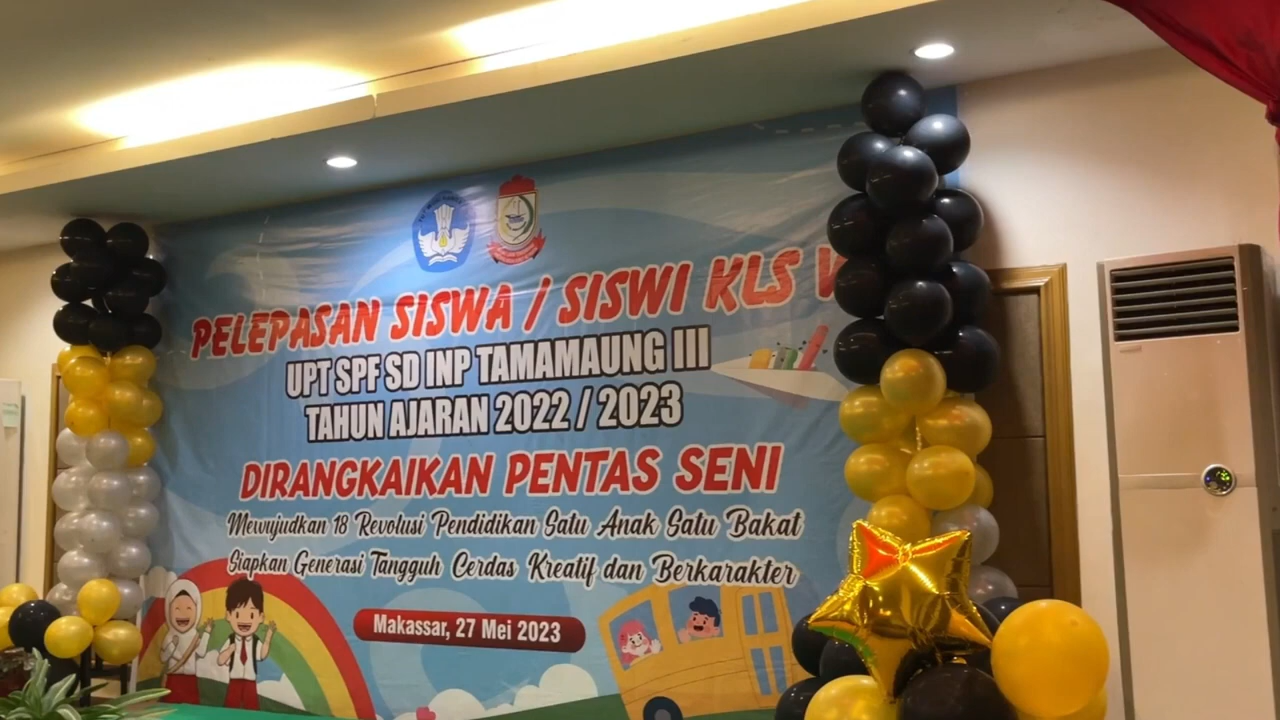 PELEPASAN SISWA / SISWI KLS
UPT SPF SD INP TAMAMAUNG III
TAHUN AJARAN 2022 / 2023
DIRANGKAIKAN PENTAS SENI
Mewujudkan 18 Revolusi Pendidikan Satu Anak Satu Bakat
Siapkan Generasi Tangguh Cerdas Kreatif dan Berkarakter
Makassar, 27 Mei 2023